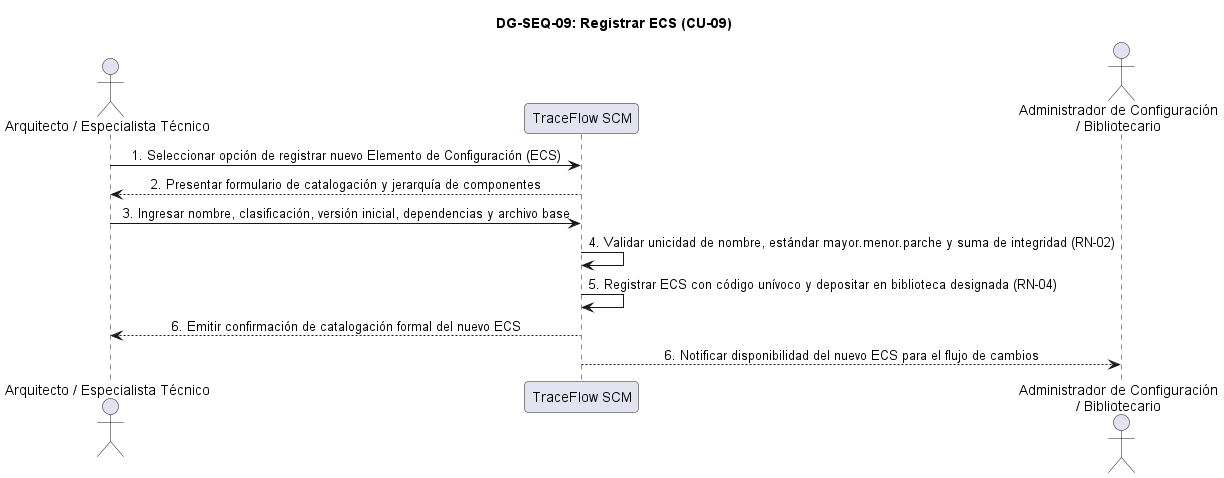 DG-SEQ-09: Registrar ECS (CU-09)
Arquitecto / Especialista Técnico
TraceFlow SCM
Administrador de Configuración
/ Bibliotecario
1. Seleccionar opción de registrar nuevo Elemento de Configuración (ECS)
2. Presentar formulario de catalogación y jerarquía de componentes
3. Ingresar nombre, clasificación, versión inicial, dependencias y archivo base
4. Validar unicidad de nombre, estándar mayor.menor.parche y suma de integridad (RN-02)
5. Registrar ECS con código unívoco y depositar en biblioteca designada (RN-04)
6. Emitir confirmación de catalogación formal del nuevo ECS
6. Notificar disponibilidad del nuevo ECS para el flujo de cambios
Arquitecto / Especialista Técnico
TraceFlow SCM
Administrador de Configuración
/ Bibliotecario